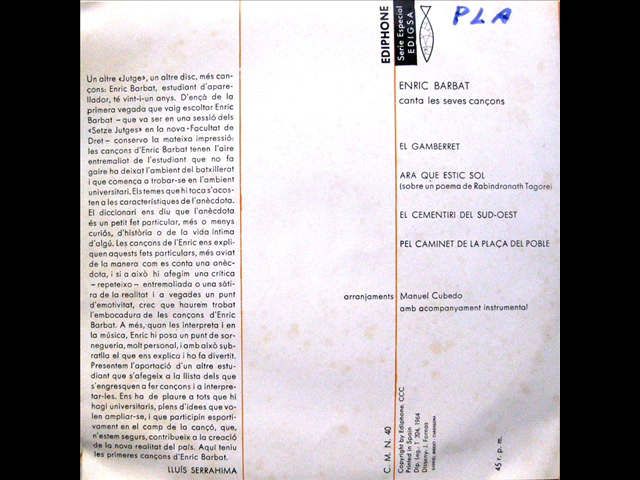 Un altre «Jutge», un altre disc, més can-
çons: Enric Barbat, estudiant d'apare-
llador, té vint-i-un anys. D'ençà de la
primera vegada que vaig escoltar Enric
Barbat – que va ser en una sessió dels
«Setze Jutges» en la nova Facultat de
Dret – conservo la mateixa impressió:
les cançons d'Enric Barbat tenen l'aire
entremaliat de l'estudiant que no fa
gaire ha deixat l'ambient del batxillerat
i que comença a trobar-se en l'ambient
universitari. Els temes que hi toca s'acos-
ten a les característiques de l'anècdota.
El diccionari ens diu que l'anècdota
és un petit fet particular, més o menys
curiós, d'història o de la vida íntima
d'algú. Les cançons de l'Enric ens expli-
quen aquests fets particulars, més aviat
de la manera com es conta una anèc-
dota, i si a això hi afegim una crítica
– repeteixo – entremaliada o una sàti-
ra de la realitat i a vegades un punt
d'emotivitat, crec que haurem trobat
l'embocadura de les cançons d'Enric
Barbat. A més, quan les interpreta i en
la música, Enric hi posa un punt de sor-
negueria, molt personal, i amb això sub-
ratlla el que ens explica i ho fa divertit.
Presentem l'aportació d'un altre estu-
diant que s'afegeix a la llista dels que
s'engresquen a fer cançons i a interpre-
tar-les. Ens ha de plaure a tots que hi
hagi universitaris, plens d'idees que vo-
len ampliar-se, i que participin esporti-
vament en el camp de la cançó, que,
n'estem segurs, contribueix a la creació
de la nova realitat del país. Aquí teniu
les primeres cançons d'Enric Barbat.
LLUÍS SERRAHIMA
EDIPHONE
Serie Especial
EDIGSA
PLA
ENRIC BARBAT
canta les seves cançons
EL GAMBERRET
ARA QUE ESTIC SOL
(sobre un poema de Rabindranath Tagore)
EL CEMENTIRI DEL SUD-OEST
PEL CAMINET DE LA PLAÇA DEL POBLE
arranjaments Manuel Cubedo
amb acompanyament instrumental
C. M. N. 40
Copyright by Ediphone, CCC
Printed in Spain
Dip. Leg., T. 324, 1964
Disseny: J. Fornas
45 r. p. m.